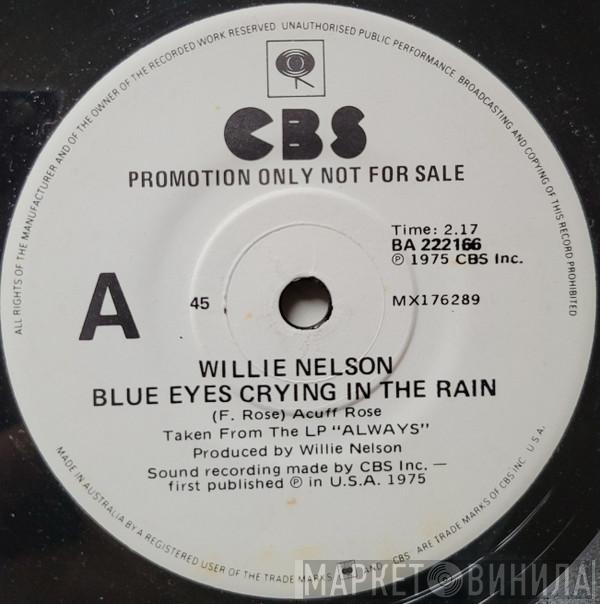 ALL RIGHTS OF THE MANUFACTURER AND OF THE OWNER OF THE RECORDED WORK RESERVED. UNAUTHORISED PUBLIC PERFORMANCE, BROADCASTING AND COPYING OF THIS RECORD PROHIBITED
CBS
PROMOTION ONLY NOT FOR SALE
Time: 2.17
BA 222166
℗ 1975 CBS Inc.
A
45
MX176289
WILLIE NELSON
BLUE EYES CRYING IN THE RAIN
(F. Rose) Acuff Rose
Taken From The LP "ALWAYS"
Produced by Willie Nelson
Sound recording made by CBS Inc. —
first published ℗ in U.S.A. 1975
MADE IN AUSTRALIA BY A REGISTERED USER OF THE TRADE MARKS AND CBS. ARE TRADE MARKS OF CBS INC. U.S.A.
МАРКЕТ ВИНИЛА